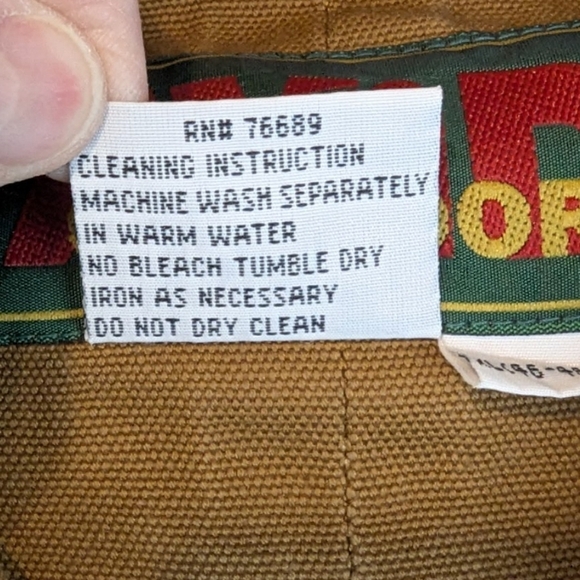 RN# 76689
CLEANING INSTRUCTION
MACHINE WASH SEPARATELY
IN WARM WATER
NO BLEACH TUMBLE DRY
IRON AS NECESSARY
DO NOT DRY CLEAN